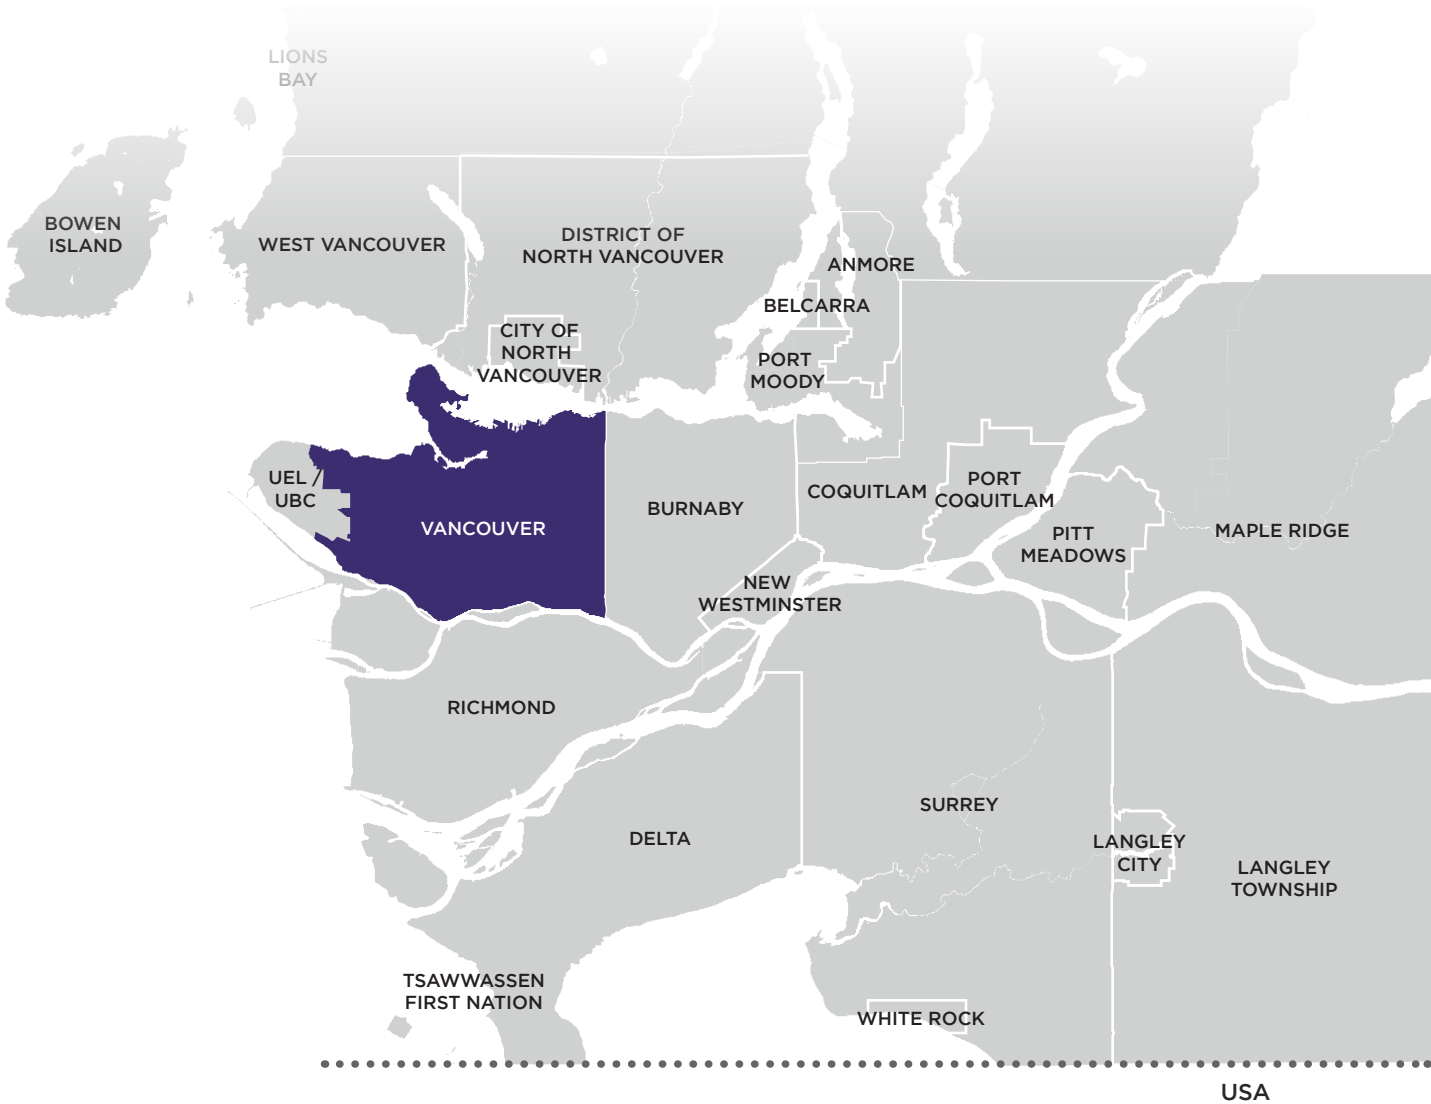 LIONS
BAY
BOWEN
ISLAND
WEST VANCOUVER
DISTRICT OF
NORTH VANCOUVER
ANMORE
BELCARRA
CITY OF
NORTH
VANCOUVER
PORT
MOODY
UEL /
UBC
VANCOUVER
BURNABY
COQUITLAM
PORT
COQUITLAM
PITT
MEADOWS
MAPLE RIDGE
NEW
WESTMINSTER
RICHMOND
SURREY
DELTA
LANGLEY
CITY
LANGLEY
TOWNSHIP
TSAWWASSEN
FIRST NATION
WHITE ROCK
USA